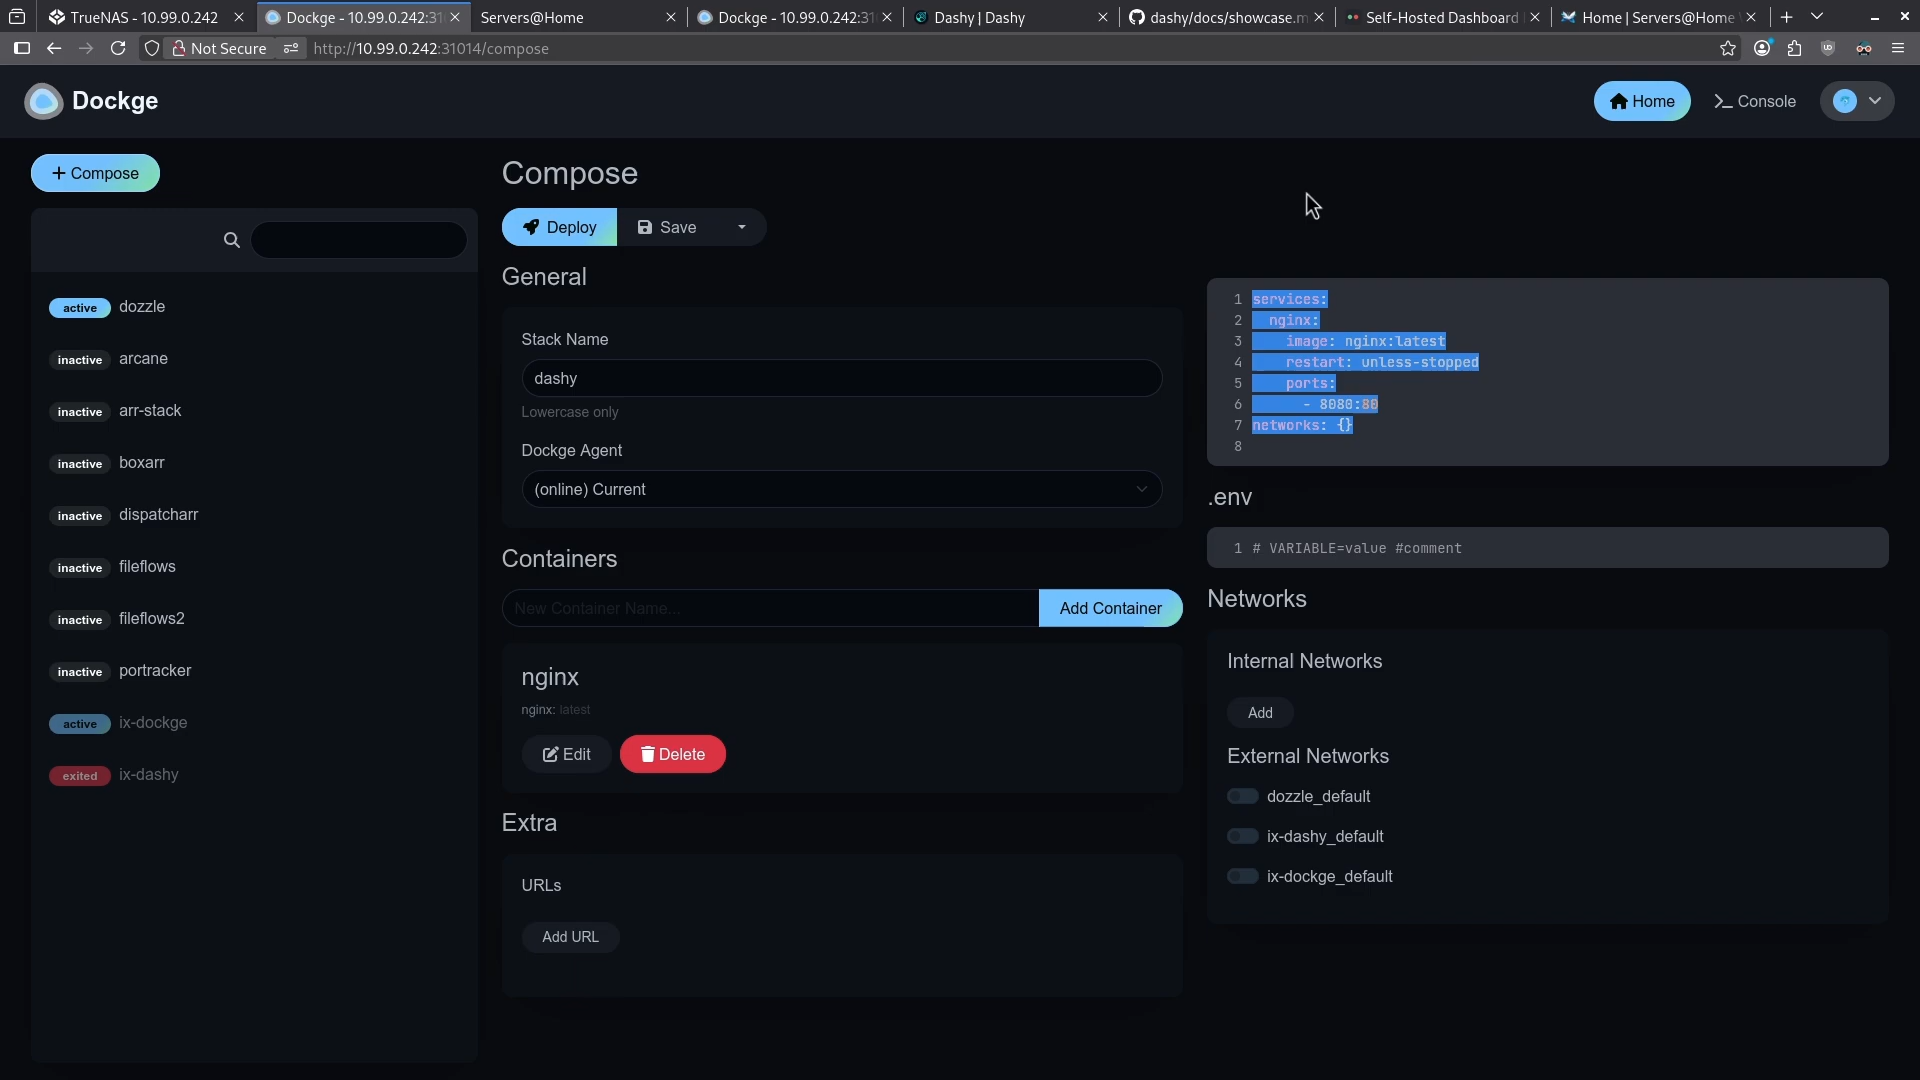 TrueNAS - 10.99.0.242
Dockge - 10.99.0.242:31
Servers@Home
Dockge - 10.99.0.242:31
Dashy | Dashy
dashy/docs/showcase.m
Self-Hosted Dashboard
Home | Servers@Home
Not Secure
http://10.99.0.242:31014/compose
Dockge
Home
Console
Compose
active dozzle
inactive arcane
inactive arr-stack
inactive boxarr
inactive dispatcharr
inactive fileflows
inactive fileflows2
inactive portracker
active ix-dockge
exited ix-dashy
Compose
Deploy
Save
General
Stack Name
dashy
Lowercase only
Dockge Agent
(online) Current
Containers
New Container Name...
Add Container
nginx
nginx: latest
Edit
Delete
Extra
URLs
Add URL
1 services:
2   nginx:
3     image: nginx:latest
4     restart: unless-stopped
5     ports:
6       - 8080:80
7 networks: {}
8
.env
1 # VARIABLE=value #comment
Networks
Internal Networks
Add
External Networks
dozzle_default
ix-dashy_default
ix-dockge_default